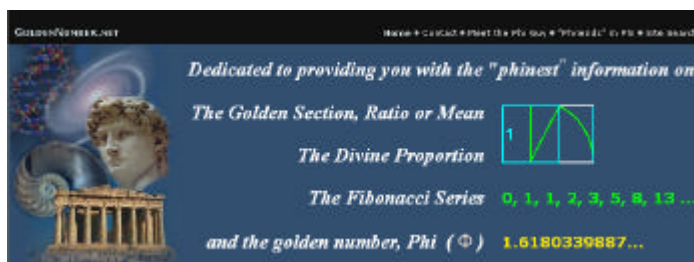 GOLDENNUMBER.NET
Home • Contact • Meet the Phi Guy • "Phriends" in Phi • Site Search
Dedicated to providing you with the "phinest" information on
The Golden Section, Ratio or Mean
1
The Divine Proportion
The Fibonacci Series 0, 1, 1, 2, 3, 5, 8, 13 ...
and the golden number, Phi (Φ) 1.6180339887...